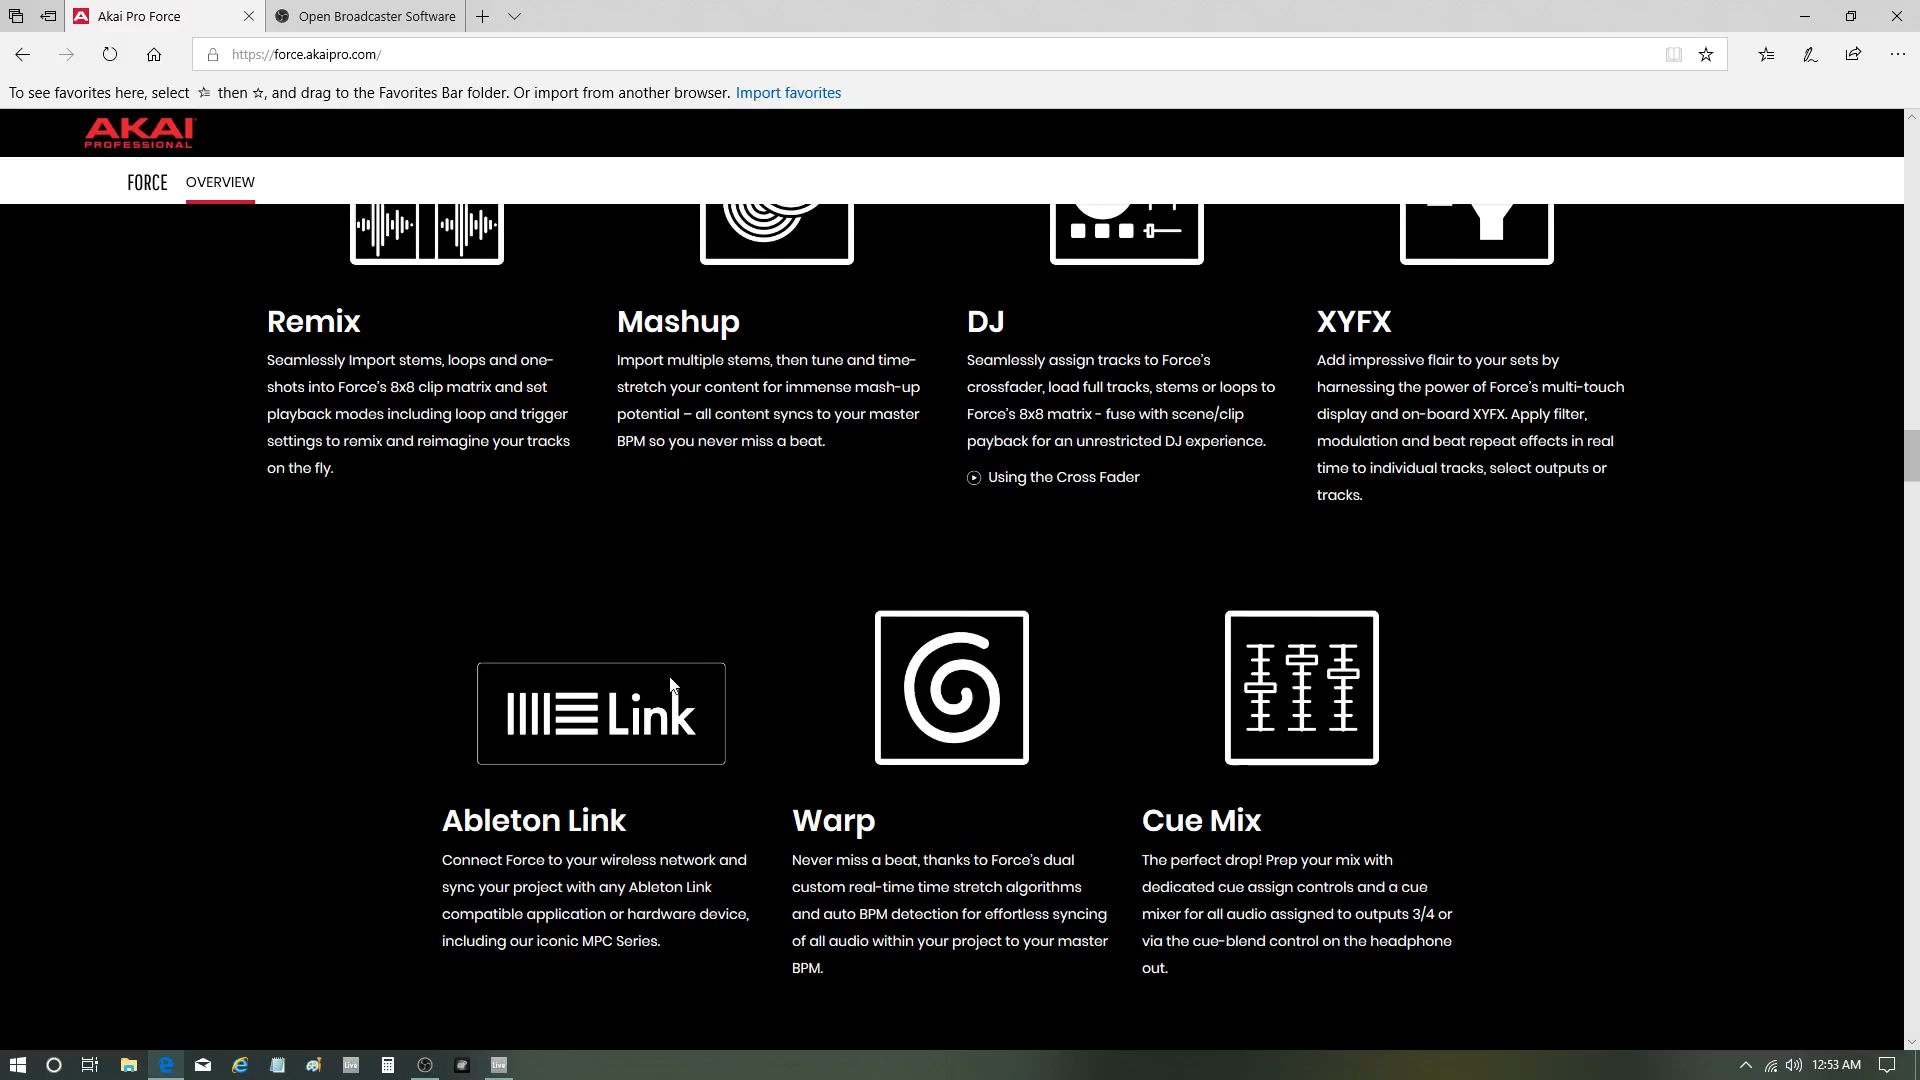 Akai Pro Force
Open Broadcaster Software
https://force.akaipro.com/
To see favorites here, select then , and drag to the Favorites Bar folder. Or import from another browser. Import favorites
AKAI
PROFESSIONAL
FORCE OVERVIEW
Remix
Seamlessly Import stems, loops and one-
shots into Force's 8x8 clip matrix and set
playback modes including loop and trigger
settings to remix and reimagine your tracks
on the fly.
Mashup
Import multiple stems, then tune and time-
stretch your content for immense mash-up
potential – all content syncs to your master
BPM so you never miss a beat.
DJ
Seamlessly assign tracks to Force's
crossfader, load full tracks, stems or loops to
Force's 8x8 matrix - fuse with scene/clip
payback for an unrestricted DJ experience.
Using the Cross Fader
XYFX
Add impressive flair to your sets by
harnessing the power of Force's multi-touch
display and on-board XYFX. Apply filter,
modulation and beat repeat effects in real
time to individual tracks, select outputs or
tracks.
Link
Ableton Link
Connect Force to your wireless network and
sync your project with any Ableton Link
compatible application or hardware device,
including our iconic MPC Series.
Warp
Never miss a beat, thanks to Force's dual
custom real-time time stretch algorithms
and auto BPM detection for effortless syncing
of all audio within your project to your master
BPM.
Cue Mix
The perfect drop! Prep your mix with
dedicated cue assign controls and a cue
mixer for all audio assigned to outputs 3/4 or
via the cue-blend control on the headphone
out.
Live
Live
12:53 AM